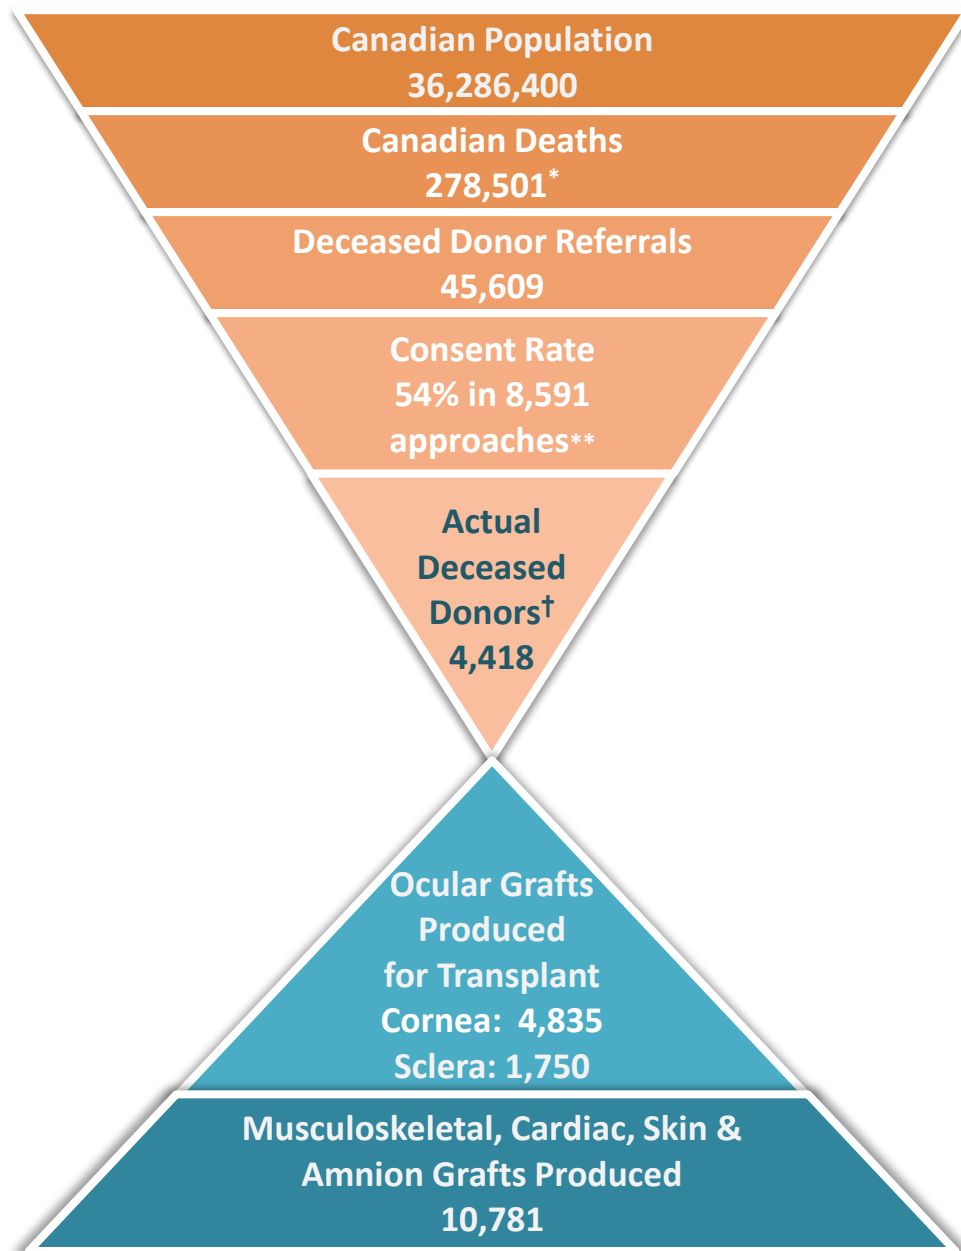 Canadian Population
36,286,400
Canadian Deaths
278,501*
Deceased Donor Referrals
45,609
Consent Rate
54% in 8,591
approaches**
Actual
Deceased
Donors†
4,418
Ocular Grafts
Produced
for Transplant
Cornea: 4,835
Sclera: 1,750
Musculoskeletal, Cardiac, Skin &
Amnion Grafts Produced
10,781